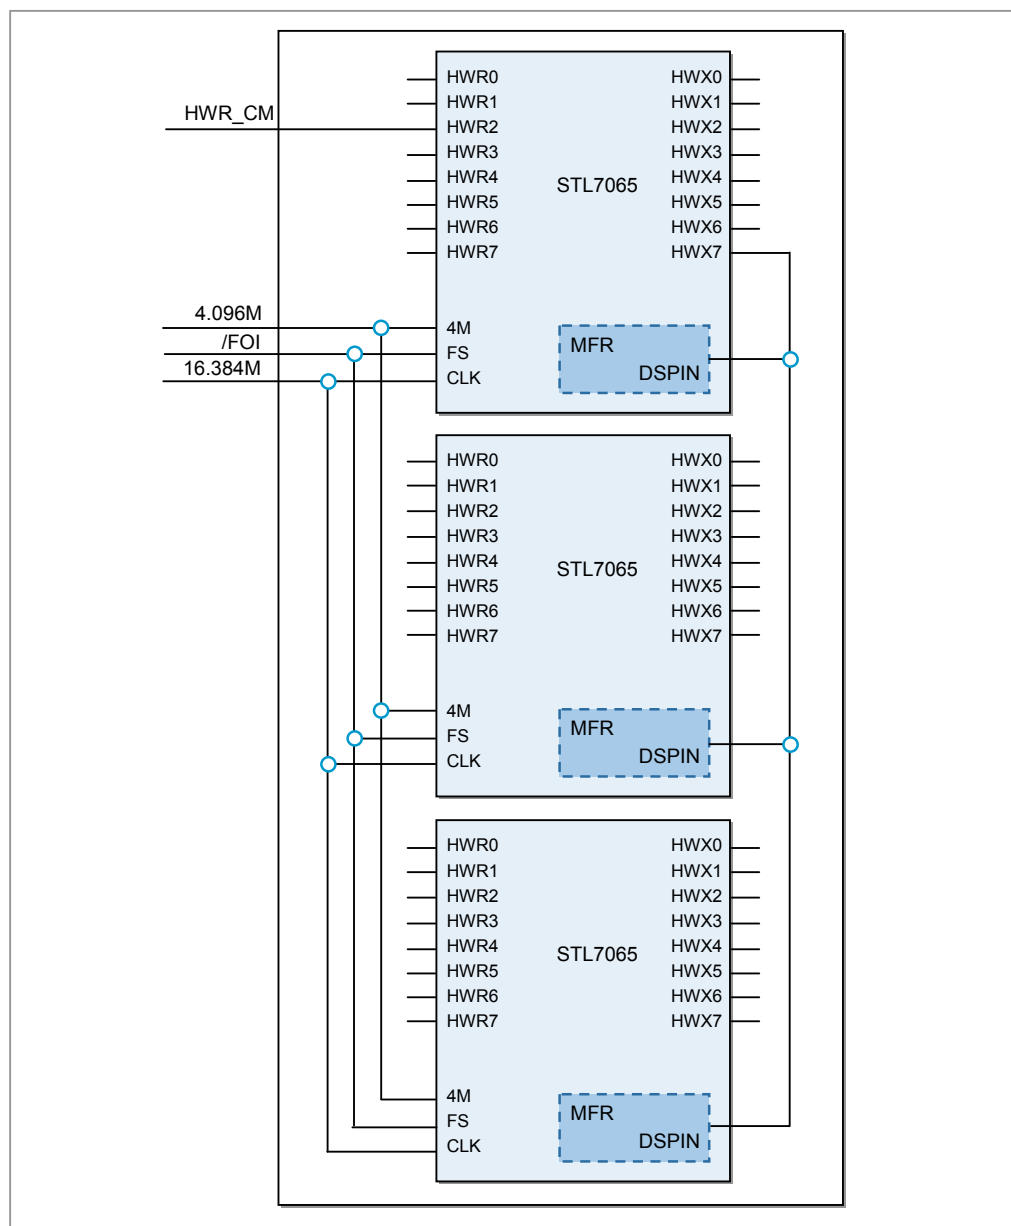 HWR_CM
4.096M
/FOI
16.384M
HWR0 HWX0
HWR1 HWX1
HWR2 HWX2
HWR3 HWX3
HWR4 HWX4
STL7065
HWR5 HWX5
HWR6 HWX6
HWR7 HWX7
4M
FS
CLK
MFR
DSPIN
HWR0 HWX0
HWR1 HWX1
HWR2 HWX2
HWR3 HWX3
HWR4 HWX4
STL7065
HWR5 HWX5
HWR6 HWX6
HWR7 HWX7
4M
FS
CLK
MFR
DSPIN
HWR0 HWX0
HWR1 HWX1
HWR2 HWX2
HWR3 HWX3
HWR4 HWX4
STL7065
HWR5 HWX5
HWR6 HWX6
HWR7 HWX7
4M
FS
CLK
MFR
DSPIN